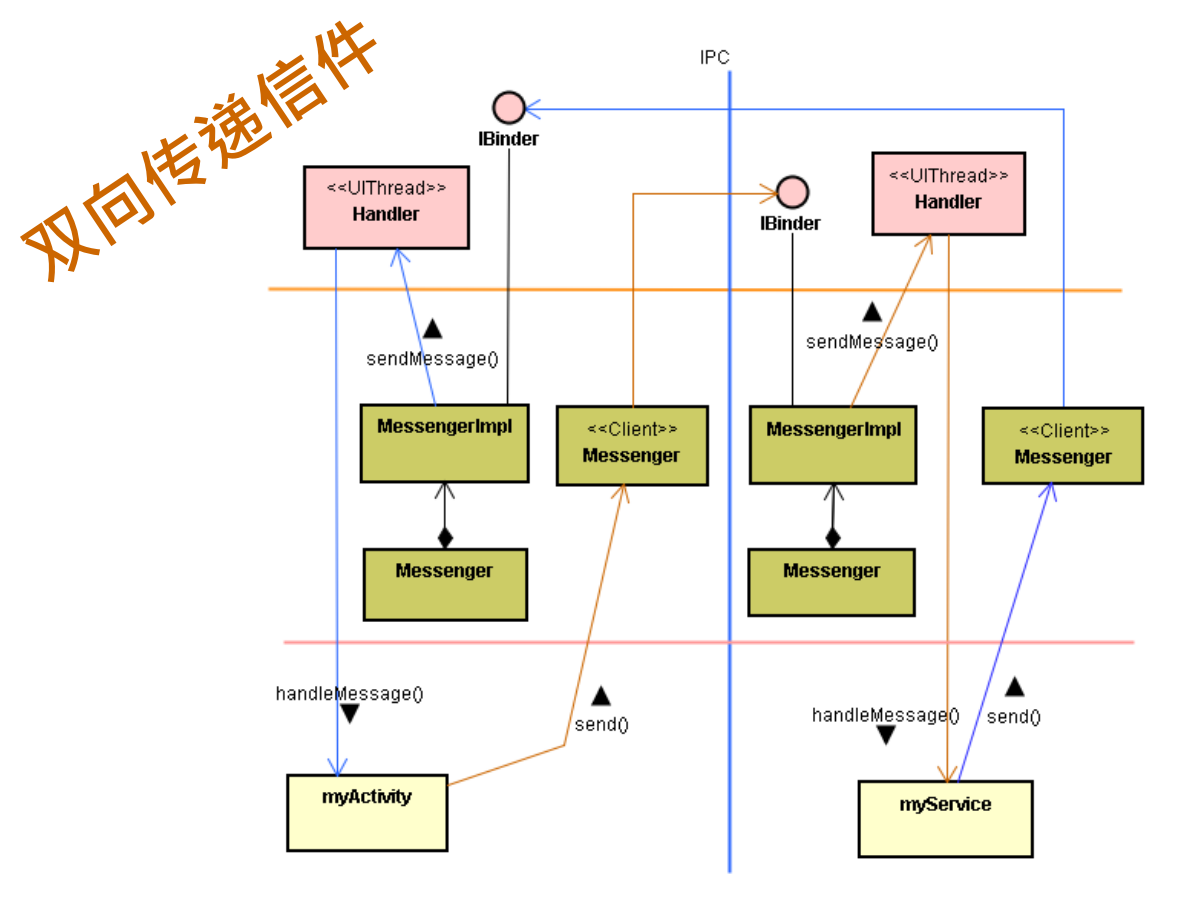 双向传递信件
IPC
IBinder
<<UIThread>>
Handler
IBinder
<<UIThread>>
Handler
sendMessage()
sendMessage()
MessengerImpl
<<Client>>
Messenger
MessengerImpl
<<Client>>
Messenger
Messenger
Messenger
handleMessage()
send()
handleMessage()
send()
myActivity
myService